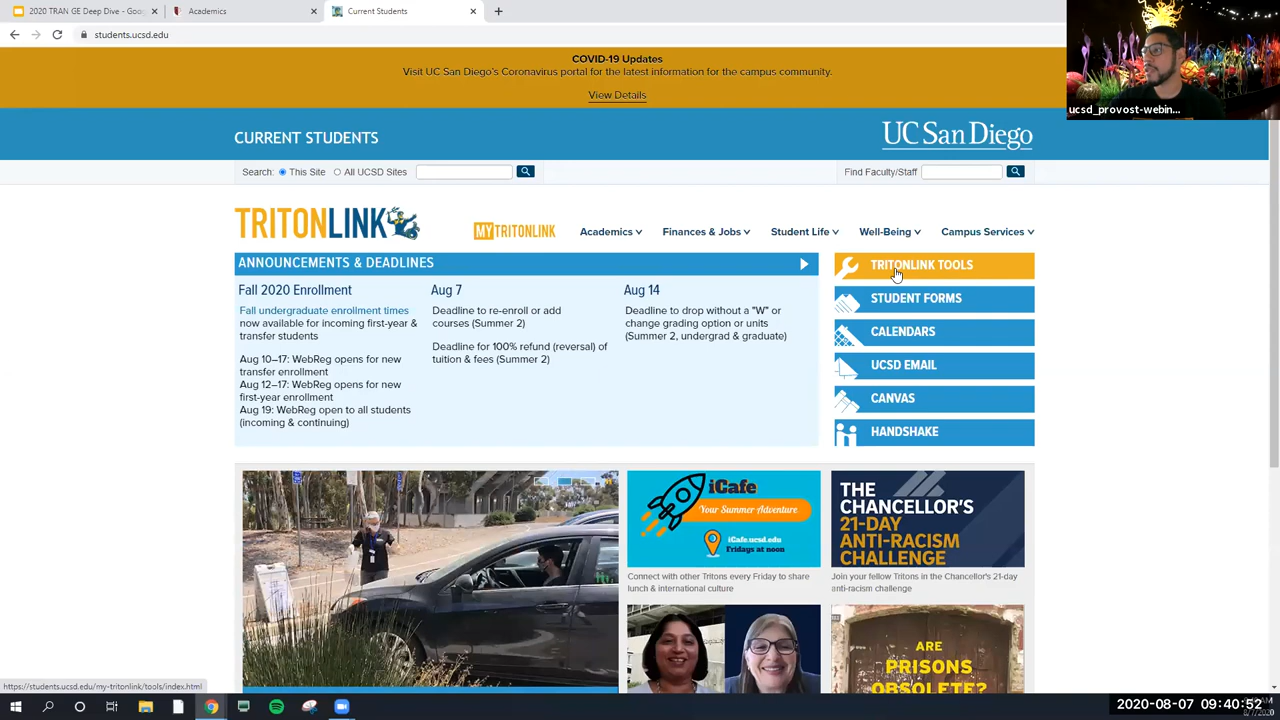 2020 TRAN GE Deep Dive - Goo
Academics
Current Students
students.ucsd.edu
COVID-19 Updates
Visit UC San Diego's Coronavirus portal for the latest information for the campus community.
View Details
ucsd_provost-webin...
CURRENT STUDENTS
UC San Diego
Search: This Site All UCSD Sites
Find Faculty/Staff
TRITONLINK
MYTRITONLINK Academics Finances & Jobs Student Life Well-Being Campus Services
ANNOUNCEMENTS & DEADLINES
Fall 2020 Enrollment
Fall undergraduate enrollment times
now available for incoming first-year &
transfer students
Aug 10–17: WebReg opens for new
transfer enrollment
Aug 12–17: WebReg opens for new
first-year enrollment
Aug 19: WebReg open to all students
(incoming & continuing)
Aug 7
Deadline to re-enroll or add
courses (Summer 2)
Deadline for 100% refund (reversal) of
tuition & fees (Summer 2)
Aug 14
Deadline to drop without a "W" or
change grading option or units
(Summer 2, undergrad & graduate)
TRITONLINK TOOLS
STUDENT FORMS
CALENDARS
UCSD EMAIL
CANVAS
HANDSHAKE
iCafe
Your Summer Adventure
iCafe.ucsd.edu
Fridays at noon
Connect with other Tritons every Friday to share
lunch & international culture
THE
CHANCELLOR'S
21-DAY
ANTI-RACISM
CHALLENGE
Join your fellow Tritons in the Chancellor's 21-day
anti-racism challenge
ARE
PRISONS
OBSOLETE?
https://students.ucsd.edu/my-tritonlink/tools/index.html
2020-08-07 09:40:52
8/7/2020